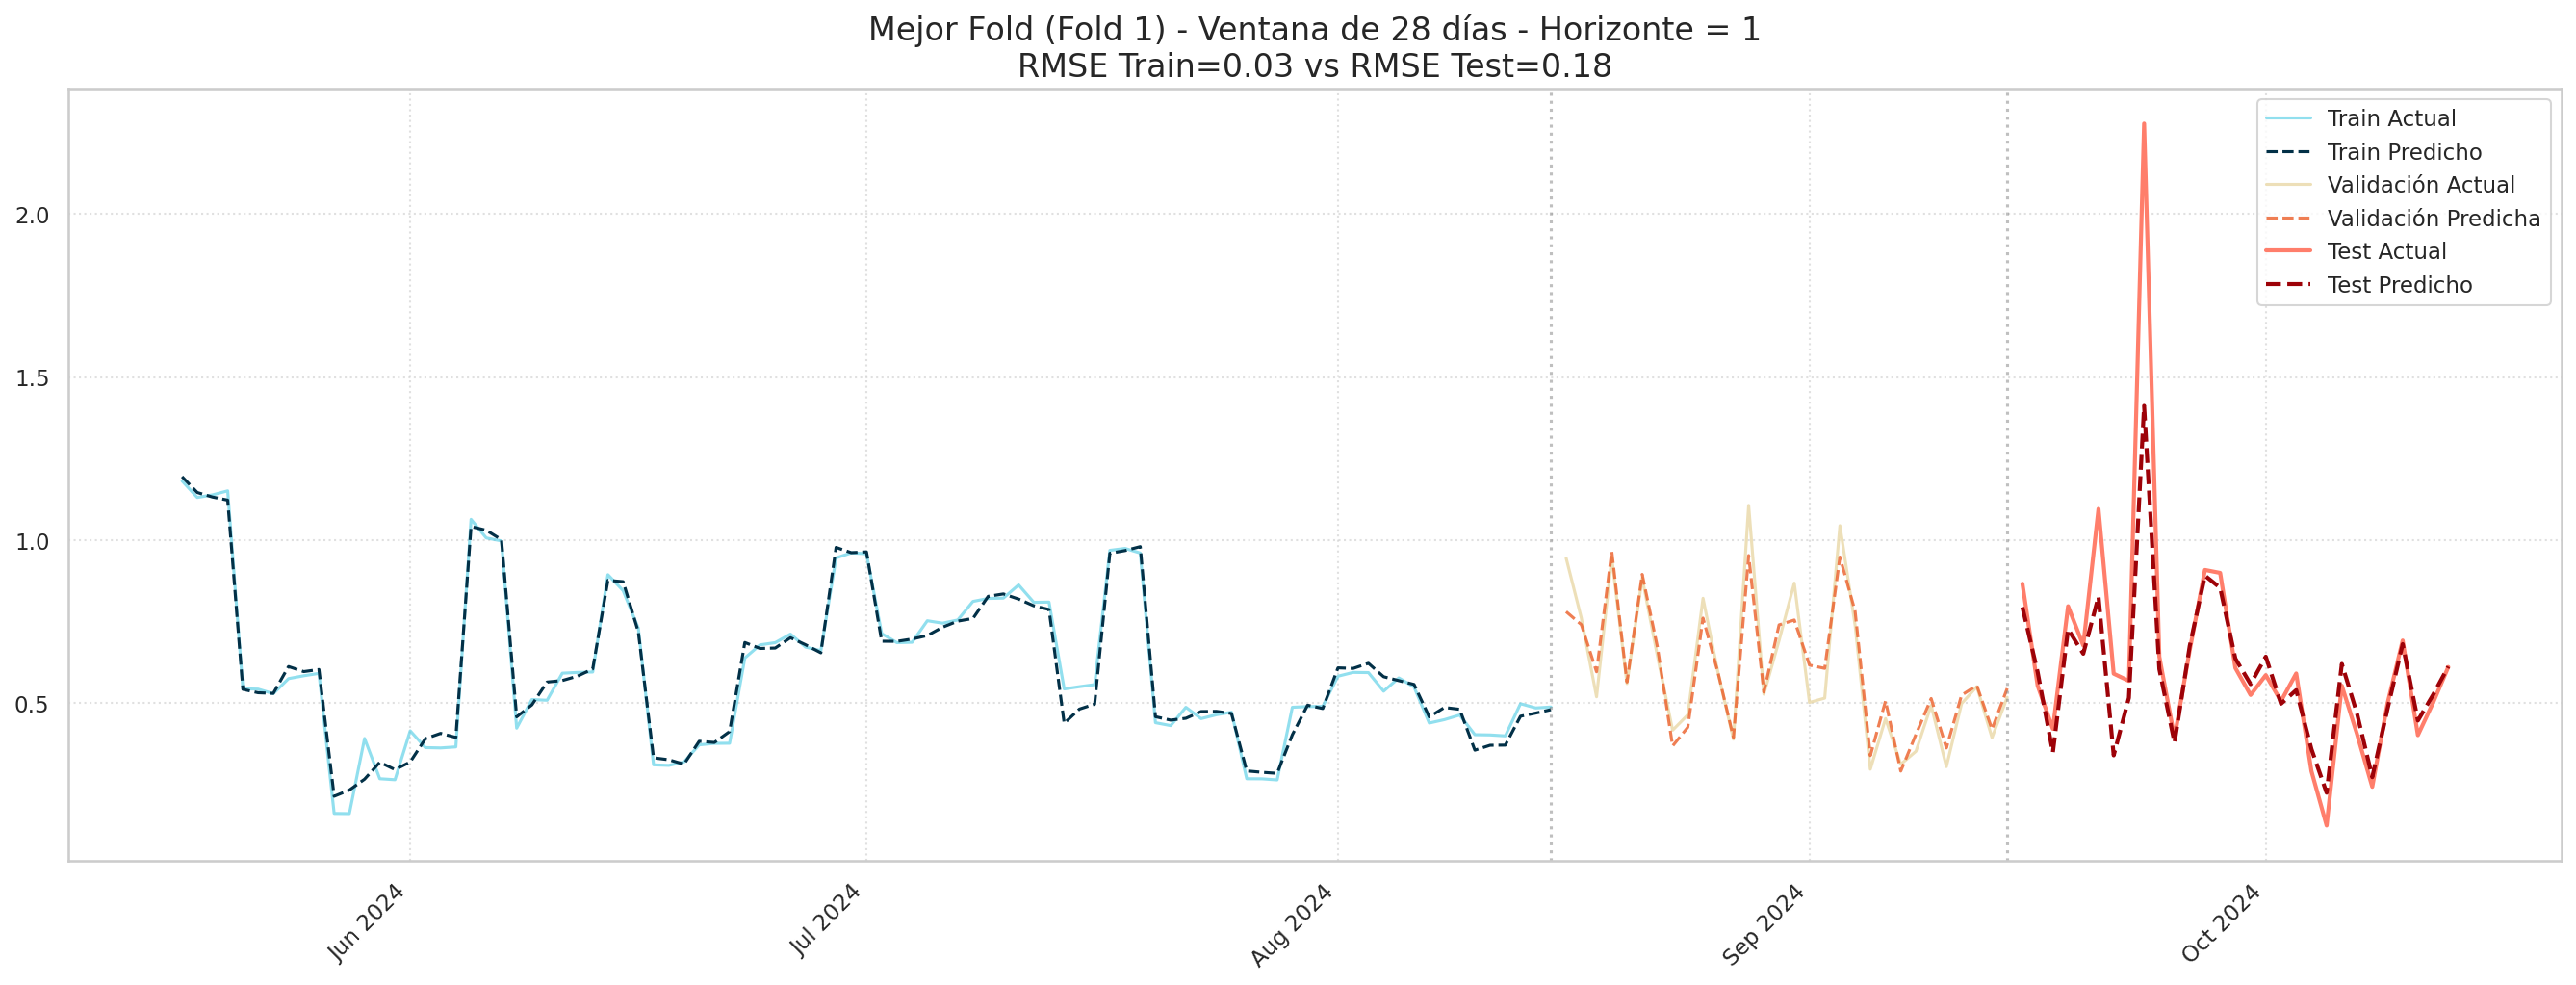 Mejor Fold (Fold 1) - Ventana de 28 días - Horizonte = 1
RMSE Train=0.03 vs RMSE Test=0.18
Train Actual
Train Predicho
Validación Actual
Validación Predicha
Test Actual
Test Predicho
2.0
1.5
1.0
0.5
Jun 2024
Jul 2024
Aug 2024
Sep 2024
Oct 2024